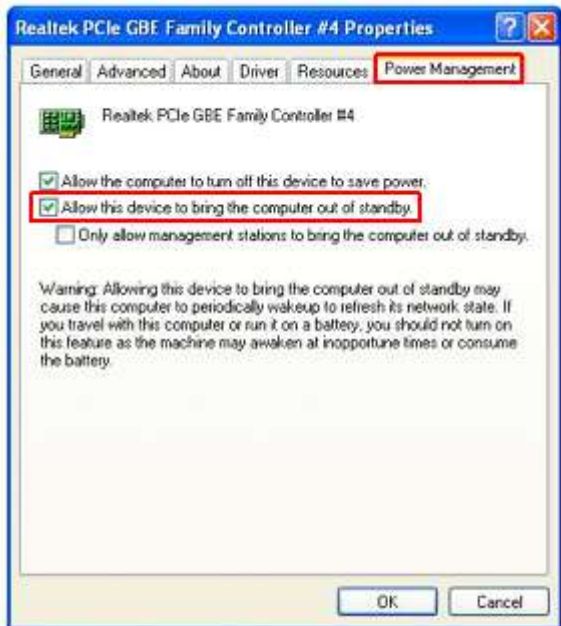 Realtek PCIe GBE Family Controller #4 Properties
General Advanced About Driver Resources Power Management
Realtek PCIe GBE Family Controller #4
Allow the computer to turn off this device to save power.
Allow this device to bring the computer out of standby.
Only allow management stations to bring the computer out of standby.
Warning: Allowing this device to bring the computer out of standby may
cause this computer to periodically wakeup to refresh its network state. If
you travel with this computer or run it on a battery, you should not turn on
this feature as the machine may awaken at inopportune times or consume
the battery.
OK Cancel